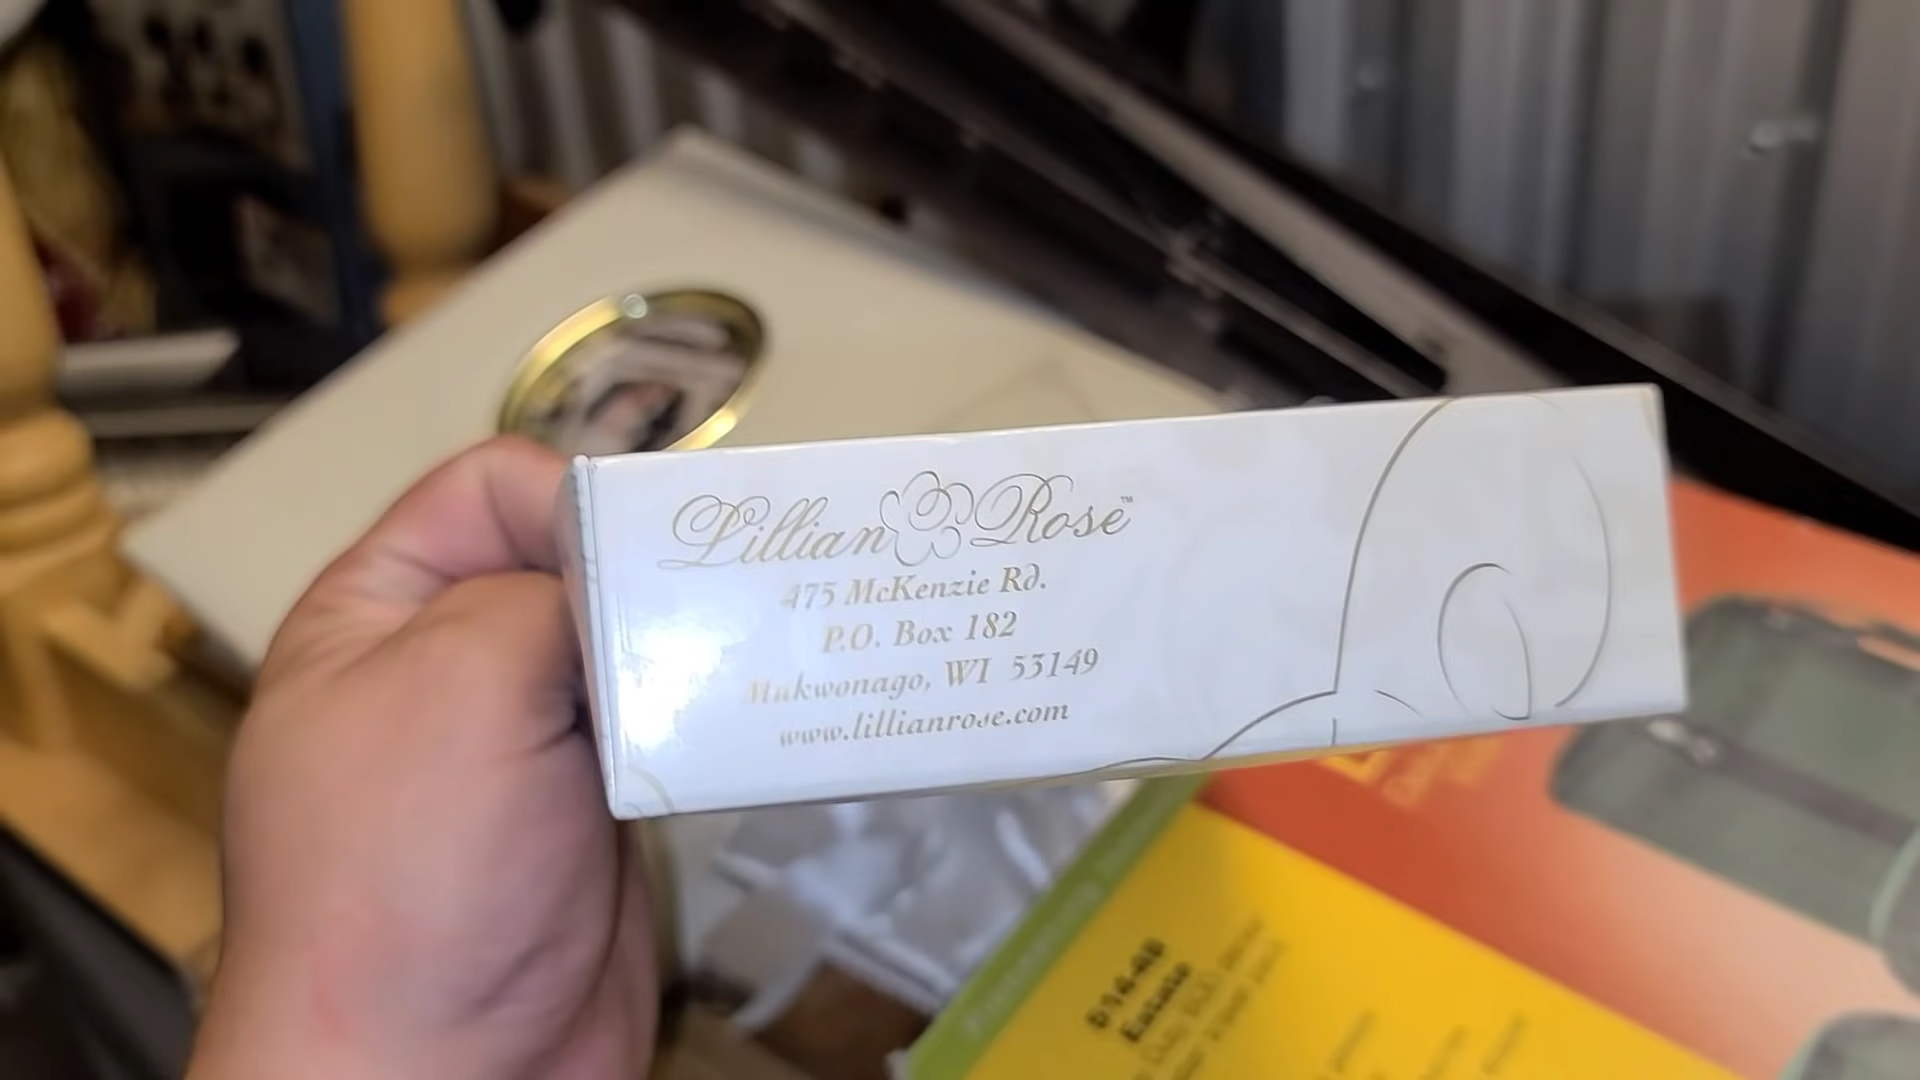 Lillian Rose™
475 McKenzie Rd.
P.O. Box 182
Mukwonago, WI 53149
www.lillianrose.com